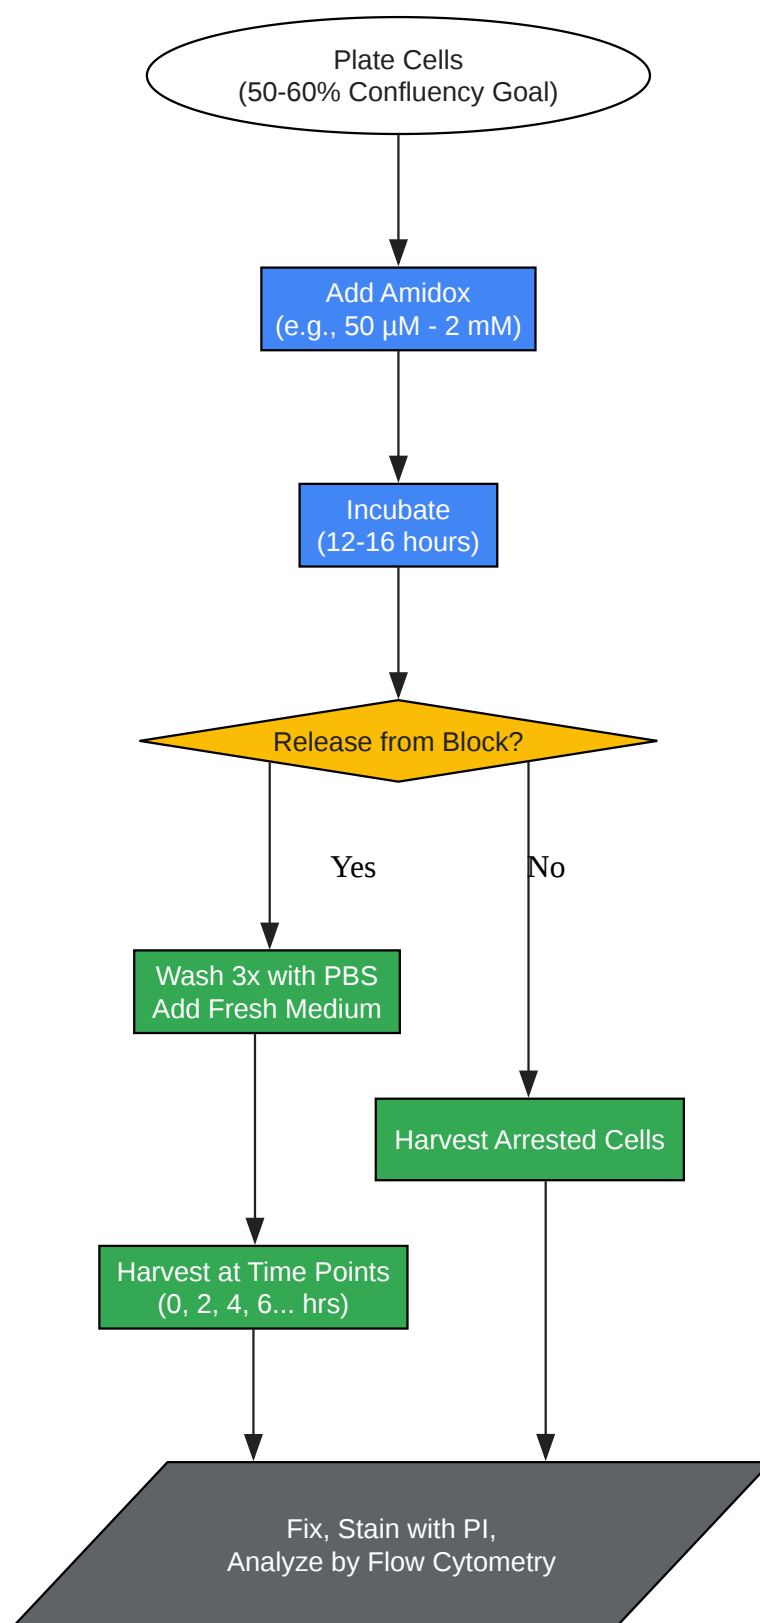 Plate Cells
(50-60% Confluency Goal)
Add Amidox
(e.g., 50 µM - 2 mM)
Incubate
(12-16 hours)
Release from Block?
Yes
No
Wash 3x with PBS
Add Fresh Medium
Harvest Arrested Cells
Harvest at Time Points
(0, 2, 4, 6... hrs)
Fix, Stain with PI,
Analyze by Flow Cytometry